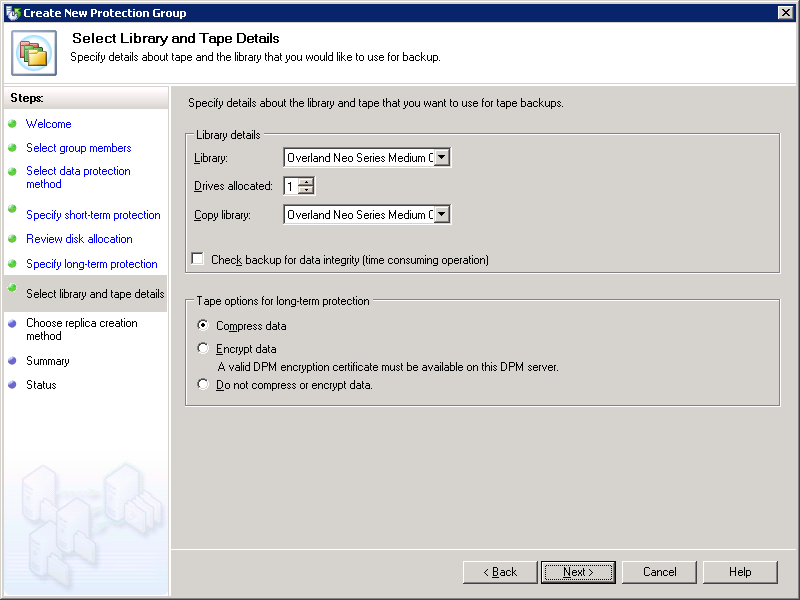 Create New Protection Group
Select Library and Tape Details
Specify details about tape and the library that you would like to use for backup.
Steps:
Welcome
Select group members
Select data protection
method
Specify short-term protection
Review disk allocation
Specify long-term protection
Select library and tape details
Choose replica creation
method
Summary
Status
Specify details about the library and tape that you want to use for tape backups.
Library details
Library: Overland Neo Series Medium C
Drives allocated: 1
Copy library: Overland Neo Series Medium C
Check backup for data integrity (time consuming operation)
Tape options for long-term protection
Compress data
Encrypt data
A valid DPM encryption certificate must be available on this DPM server.
Do not compress or encrypt data.
< Back Next > Cancel Help